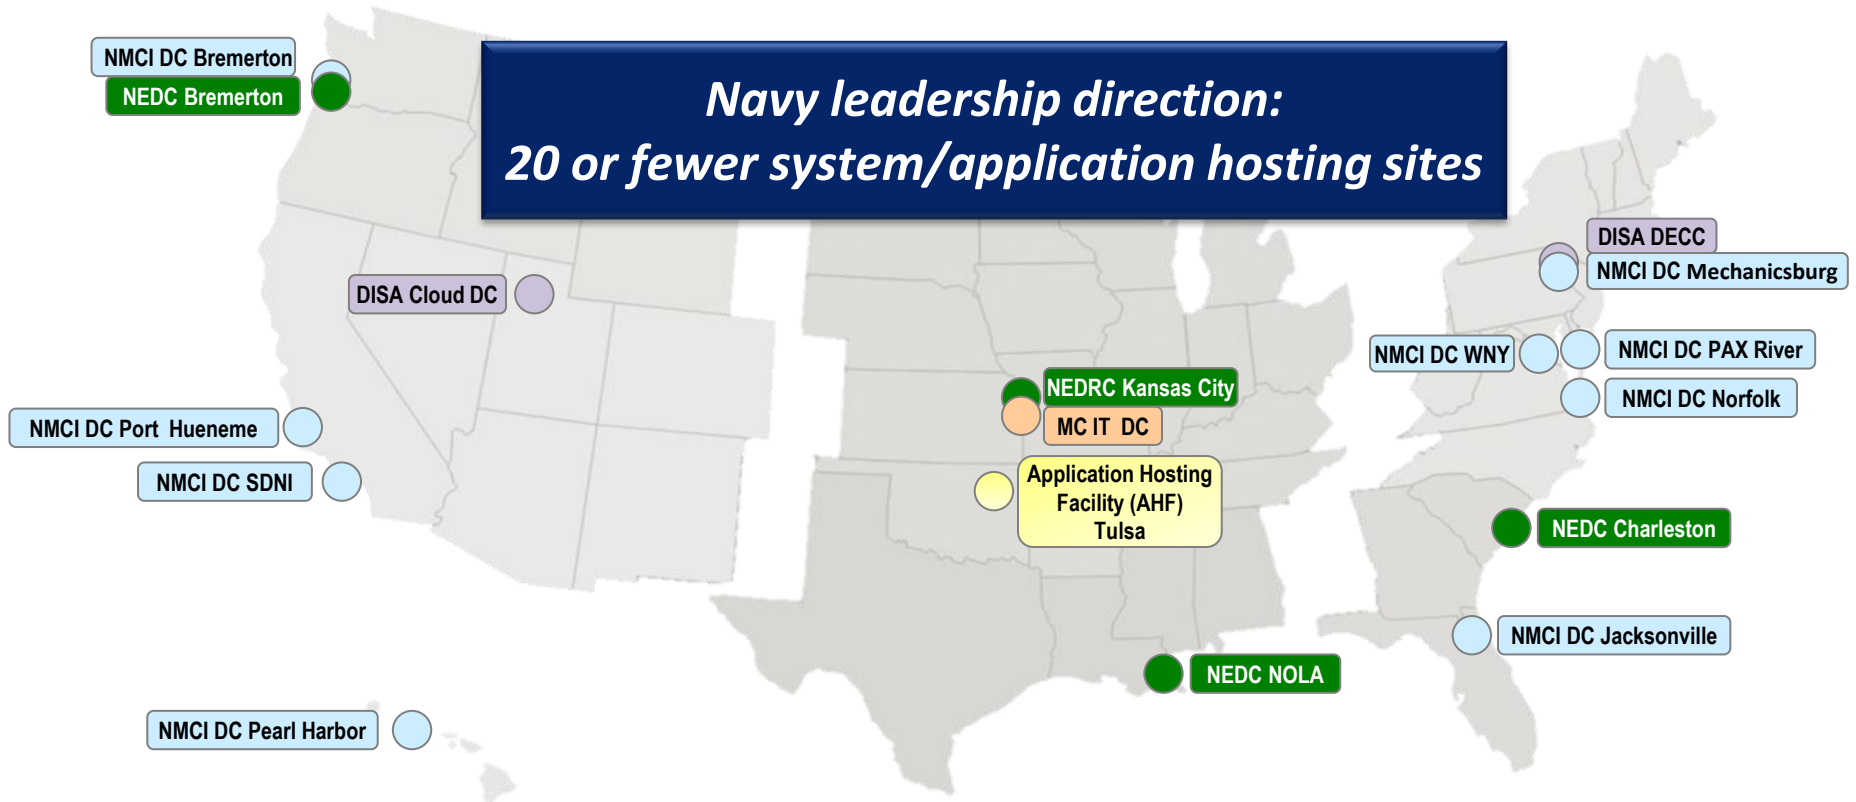 Navy leadership direction:
20 or fewer system/application hosting sites
NMCI DC Bremerton
NEDC Bremerton
DISA Cloud DC
NMCI DC Port Hueneme
NMCI DC SDNI
NMCI DC Pearl Harbor
NEDRC Kansas City
MC IT DC
Application Hosting
Facility (AHF)
Tulsa
NEDC NOLA
DISA DECC
NMCI DC Mechanicsburg
NMCI DC WNY
NMCI DC PAX River
NMCI DC Norfolk
NEDC Charleston
NMCI DC Jacksonville